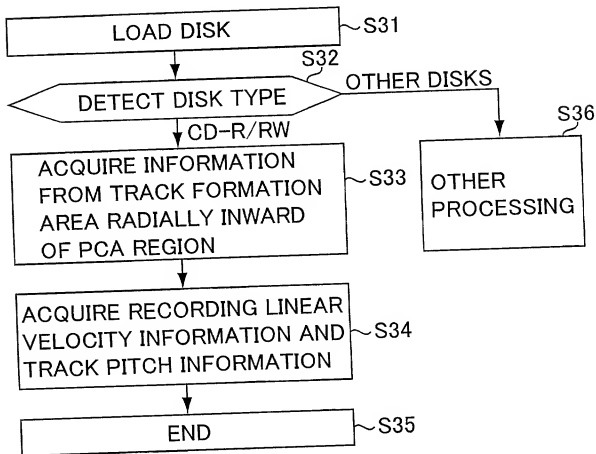 LOAD DISK
S31
DETECT DISK TYPE
S32
OTHER DISKS
CD-R/RW
ACQUIRE INFORMATION
FROM TRACK FORMATION
AREA RADIALLY INWARD
OF PCA REGION
S33
OTHER
PROCESSING
S36
ACQUIRE RECORDING LINEAR
VELOCITY INFORMATION AND
TRACK PITCH INFORMATION
S34
END
S35